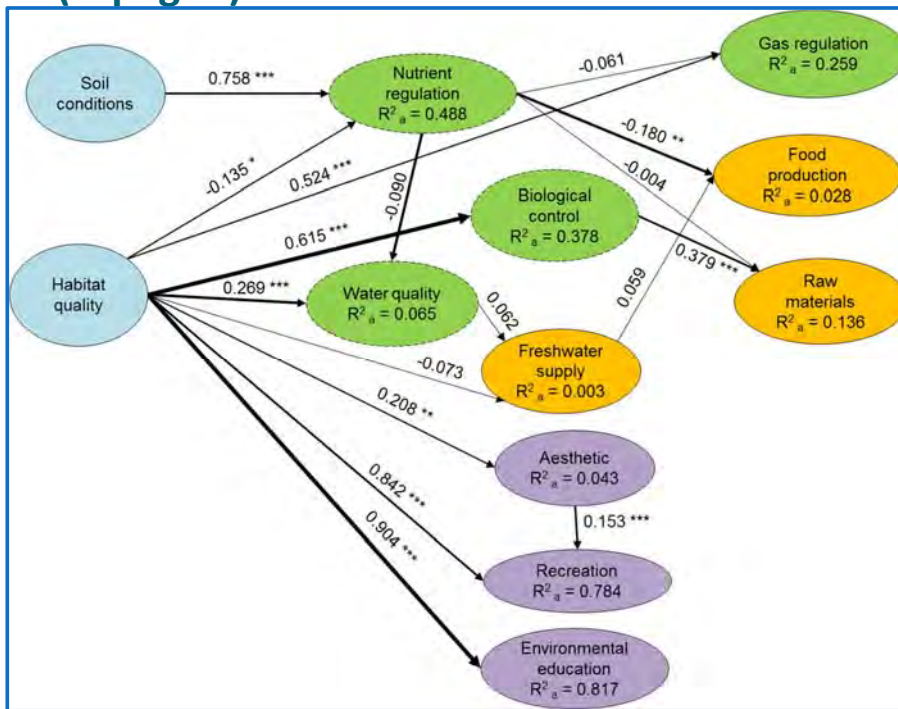 Soil
conditions
0.758 ***
Nutrient
regulation
R² a = 0.488
-0.061
Gas regulation
R² a = 0.259
-0.180 **
-0.004
Food
production
R² a = 0.028
-0.135 *
0.524 ***
-0.090
Biological
control
R² a = 0.378
0.615 ***
0.379 ***
Habitat
quality
0.269 ***
Water quality
R² a = 0.065
0.062
0.059
Raw
materials
R² a = 0.136
-0.073
Freshwater
supply
R² a = 0.003
0.208 **
Aesthetic
R² a = 0.043
0.842 ***
0.153 ***
0.904 ***
Recreation
R² a = 0.784
Environmental
education
R² a = 0.817